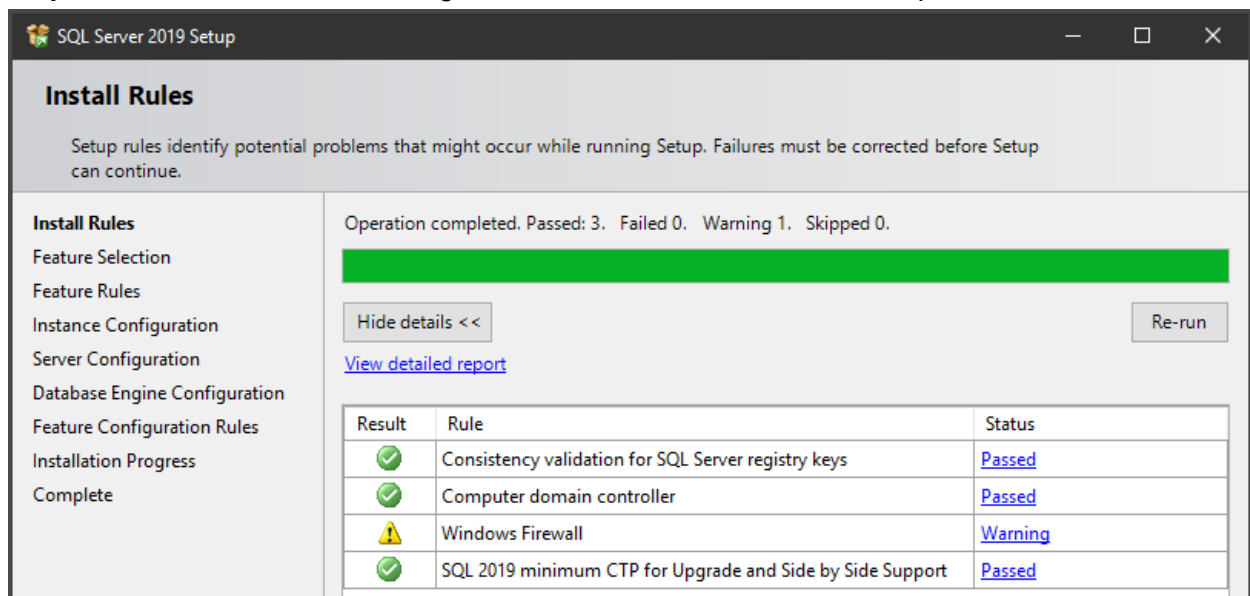 SQL Server 2019 Setup
Install Rules
Setup rules identify potential problems that might occur while running Setup. Failures must be corrected before Setup
can continue.
Install Rules
Feature Selection
Feature Rules
Instance Configuration
Server Configuration
Database Engine Configuration
Feature Configuration Rules
Installation Progress
Complete
Operation completed. Passed: 3. Failed 0. Warning 1. Skipped 0.
Hide details <<
Re-run
View detailed report
Result Rule Status
Consistency validation for SQL Server registry keys Passed
Computer domain controller Passed
Windows Firewall Warning
SQL 2019 minimum CTP for Upgrade and Side by Side Support Passed